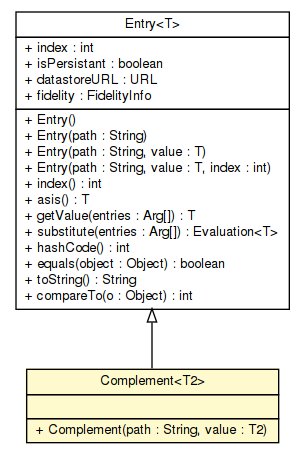 Entry<T>
+ index : int
+ isPersistant : boolean
+ datastoreURL : URL
+ fidelity : FidelityInfo
+ Entry()
+ Entry(path : String)
+ Entry(path : String, value : T)
+ Entry(path : String, value : T, index : int)
+ index() : int
+ asis() : T
+ getValue(entries : Arg[]) : T
+ substitute(entries : Arg[]) : Evaluation<T>
+ hashCode() : int
+ equals(object : Object) : boolean
+ toString() : String
+ compareTo(o : Object) : int
Complement<T2>
+ Complement(path : String, value : T2)